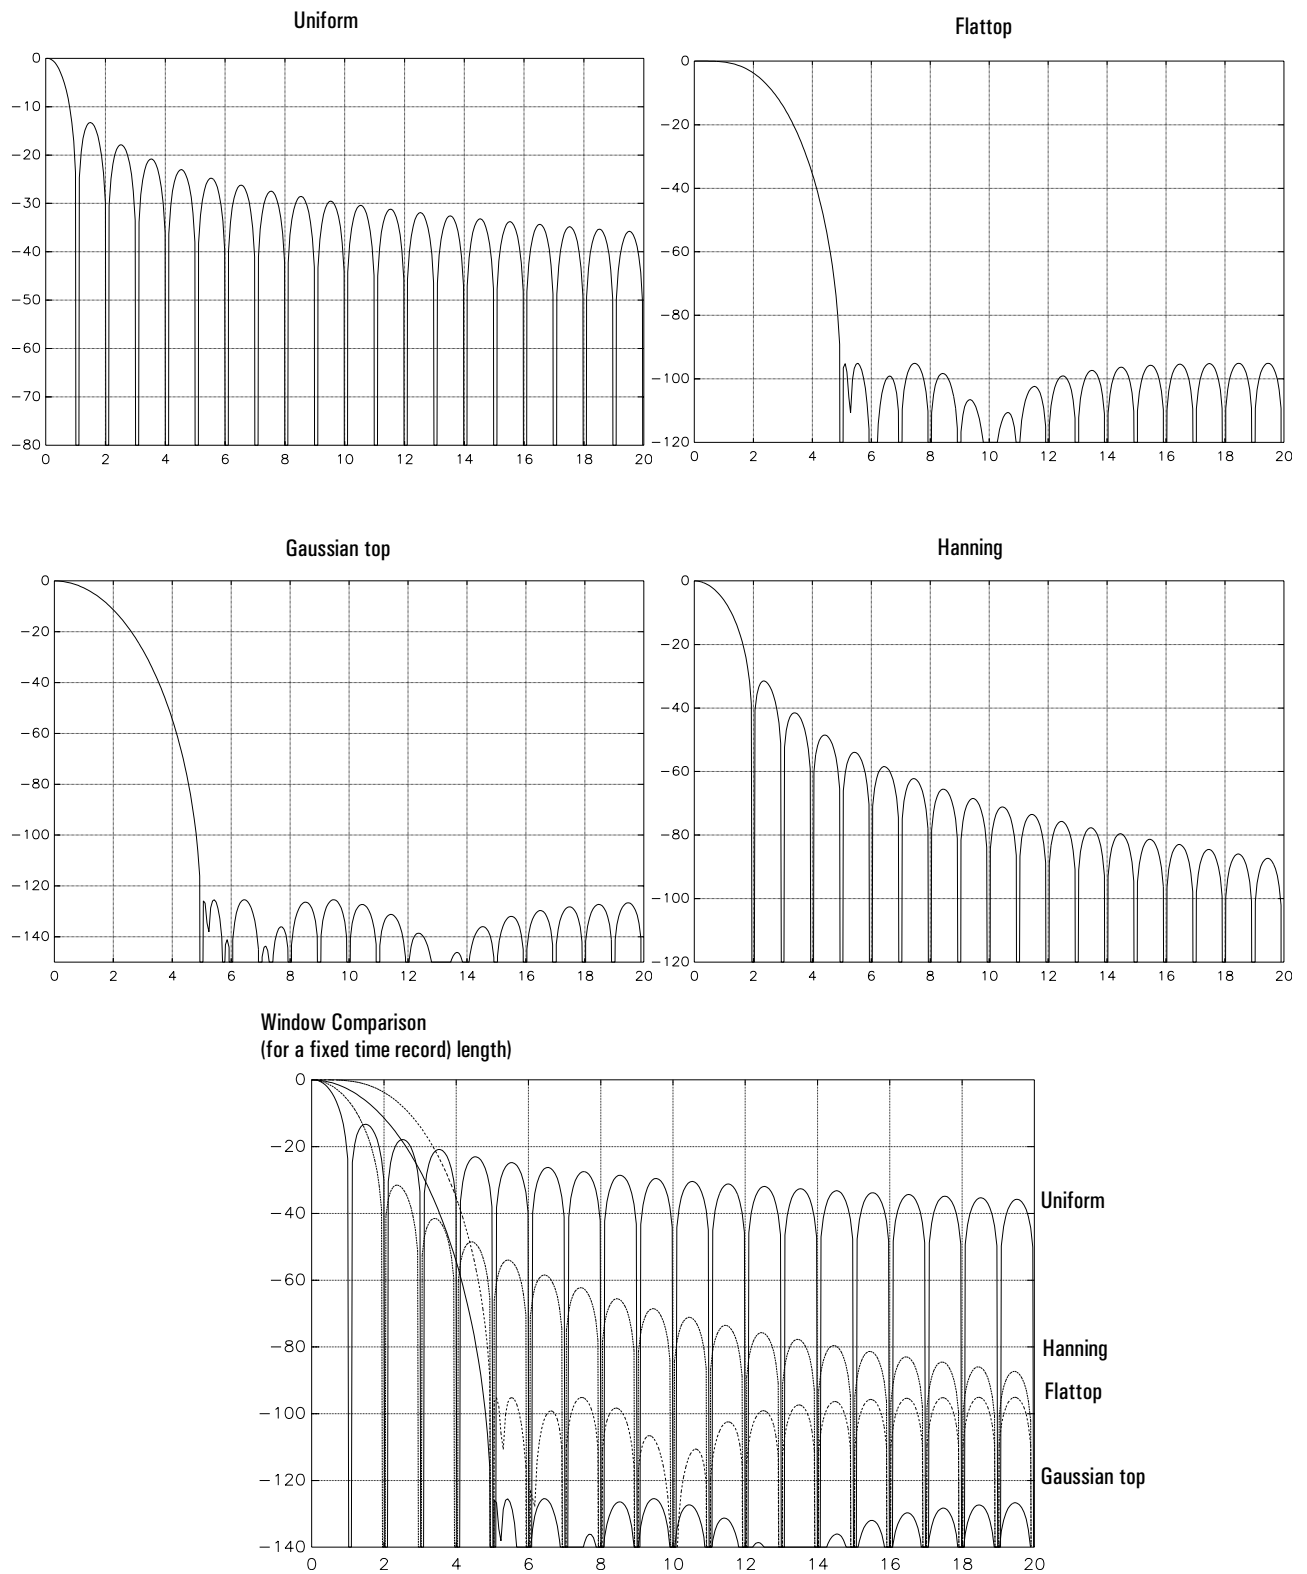 Uniform
0
−10
−20
−30
−40
−50
−60
−70
−80
0 2 4 6 8 10 12 14 16 18 20
Flattop
0
−20
−40
−60
−80
−100
−120
0 2 4 6 8 10 12 14 16 18 20
Gaussian top
0
−20
−40
−60
−80
−100
−120
−140
0 2 4 6 8 10 12 14 16 18 20
Hanning
0
−20
−40
−60
−80
−100
−120
0 2 4 6 8 10 12 14 16 18 20
Window Comparison
(for a fixed time record) length)
0
−20
−40
−60
−80
−100
−120
−140
0 2 4 6 8 10 12 14 16 18 20
Uniform
Hanning
Flattop
Gaussian top